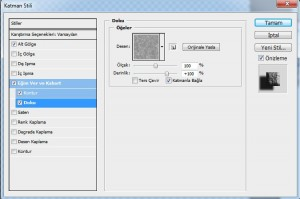 Katman Stili
Stiller
Karıştırma Seçenekleri: Varsayılan
Alt Gölge
İç Gölge
Dış Işıma
İç Işıma
Eğim Ver ve Kabart
Kontur
Doku
Saten
Renk Kaplama
Degrade Kaplama
Desen Kaplama
Kontur
Doku
Öğeler
Desen:
Orijinale Yasla
Ölçek: 100 %
Derinlik: +100 %
Ters Çevir Katmanla Bağla
Tamam
İptal
Yeni Stil...
Önizleme